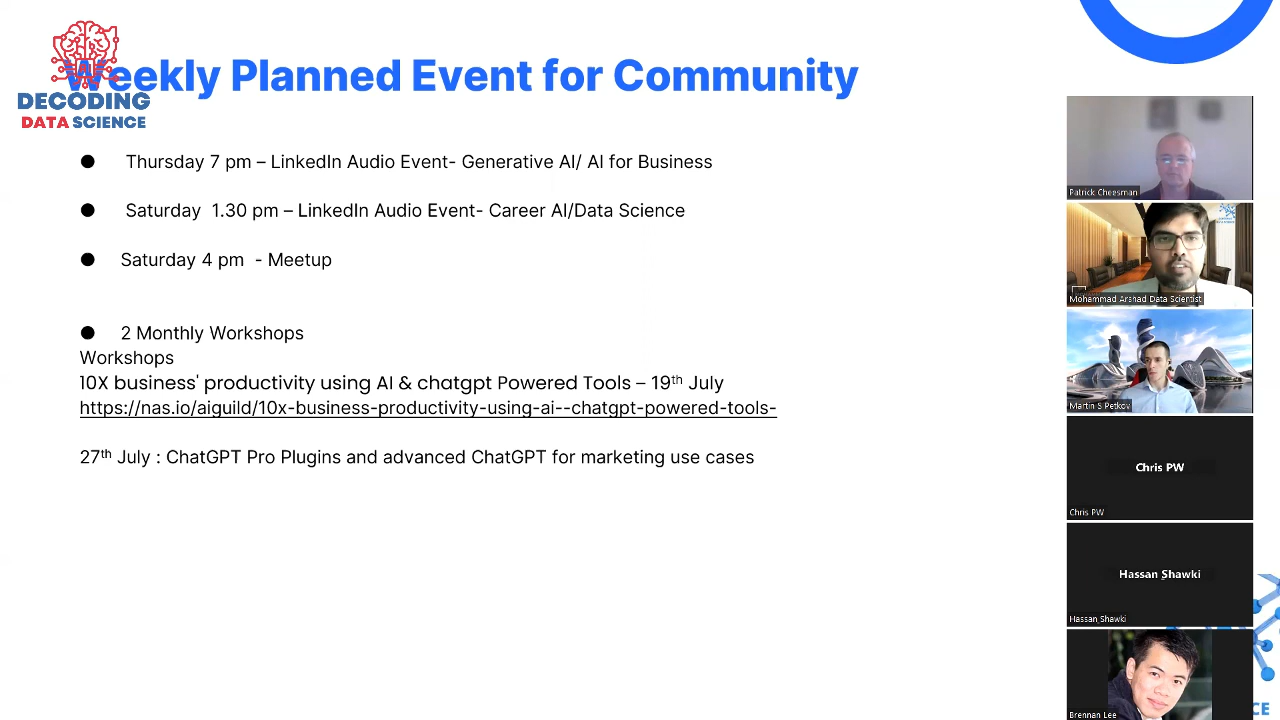 Weekly Planned Event for Community
DECODING
DATA SCIENCE
● Thursday 7 pm – LinkedIn Audio Event- Generative AI/ AI for Business
● Saturday 1.30 pm – LinkedIn Audio Event- Career AI/Data Science
● Saturday 4 pm - Meetup
● 2 Monthly Workshops
Workshops
10X business' productivity using AI & chatgpt Powered Tools – 19th July
https://nas.io/aiguild/10x-business-productivity-using-ai--chatgpt-powered-tools-
27th July : ChatGPT Pro Plugins and advanced ChatGPT for marketing use cases
Patrick Cheesman
Mohammad Arshad Data Scientist
Martin S Petkov
Chris PW
Chris PW
Hassan Shawki
Hassan Shawki
Brennan Lee
CE